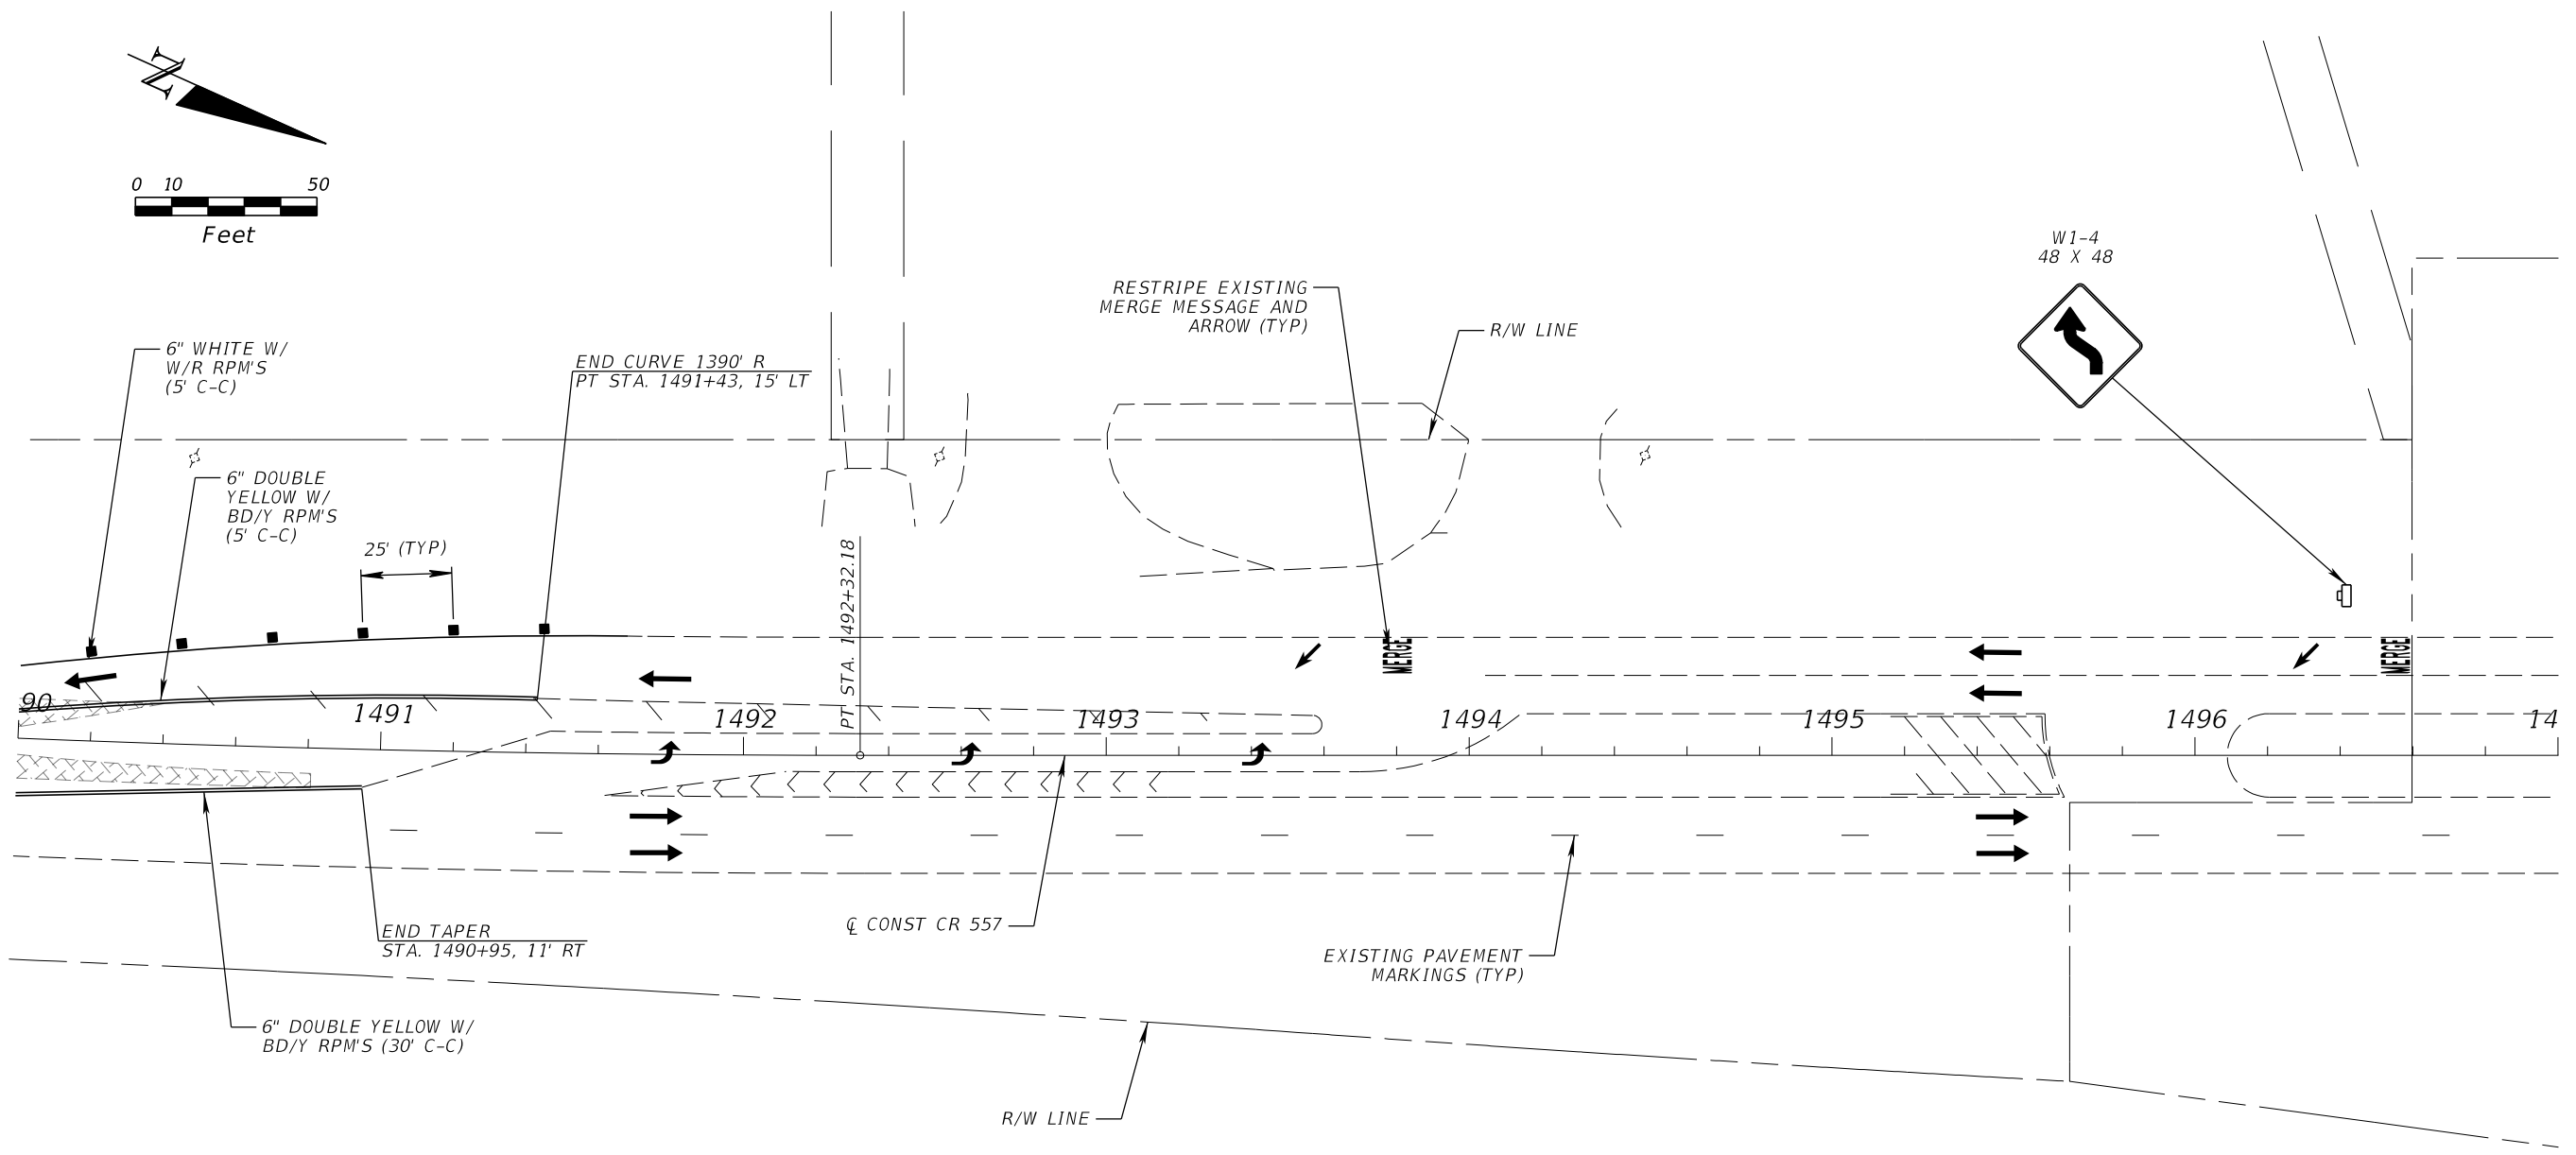 N
0 10 50
Feet
W1-4
48 X 48
RESTRIPE EXISTING
MERGE MESSAGE AND
ARROW (TYP)
R/W LINE
6" WHITE W/
W/R RPM'S
(5' C-C)
END CURVE 1390' R
PT STA. 1491+43, 15' LT
6" DOUBLE
YELLOW W/
BD/Y RPM'S
(5' C-C)
25' (TYP)
PT STA. 1492+32.18
MERGE
MERGE
90 1491 1492 1493 1494 1495 1496 14
℄ CONST CR 557
END TAPER
STA. 1490+95, 11' RT
EXISTING PAVEMENT
MARKINGS (TYP)
6" DOUBLE YELLOW W/
BD/Y RPM'S (30' C-C)
R/W LINE